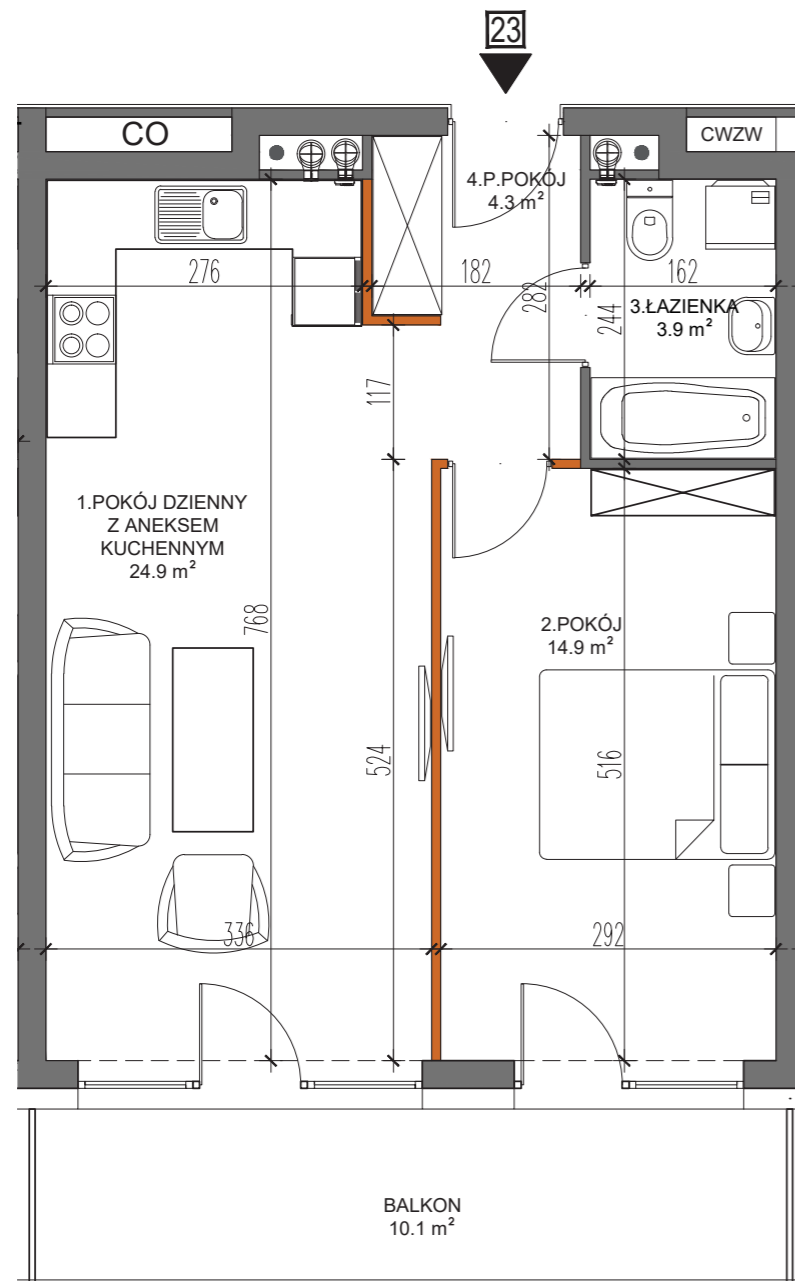 23
CO
CWZW
4.P.POKÓJ
4.3 m²
276
182
282
162
244
3.ŁAZIENKA
3.9 m²
117
1.POKÓJ DZIENNY
Z ANEKSEM
KUCHENNYM
24.9 m²
768
2.POKÓJ
14.9 m²
524
516
336
292
BALKON
10.1 m²